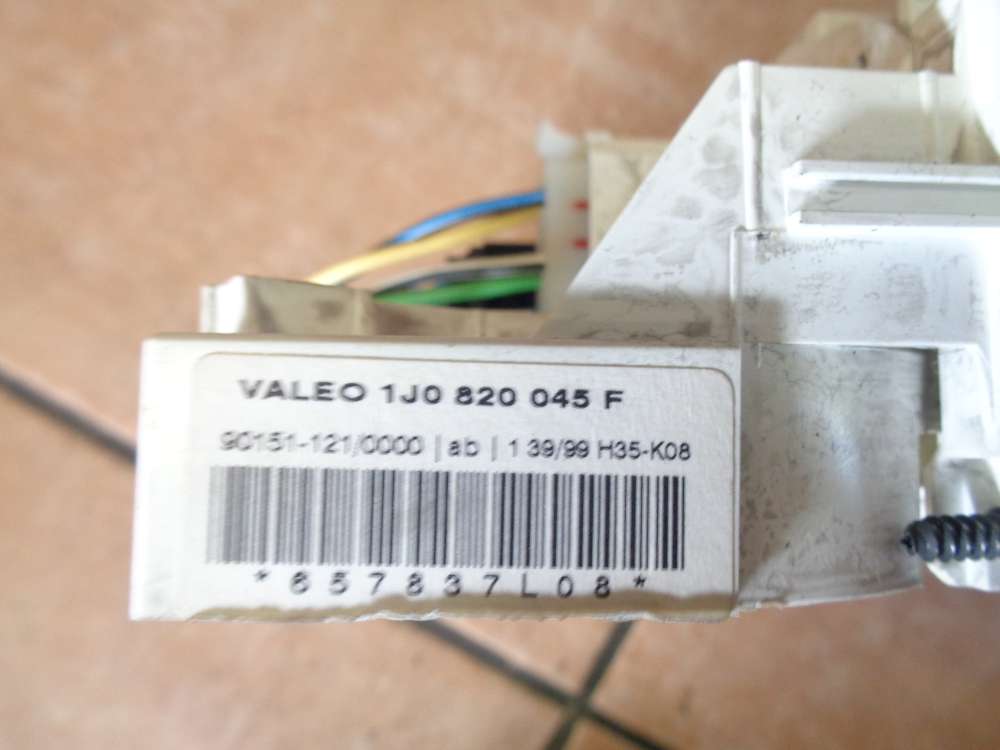 VALEO 1J0 820 045 F
90151-121/0000 | ab | 1 39/99 H35-K08
*657837L08*